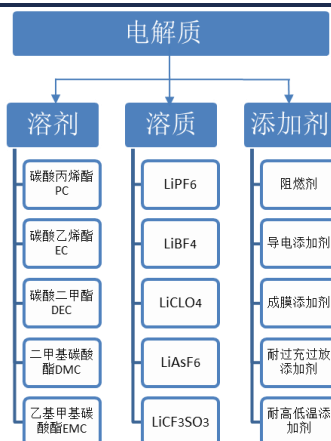 电解质
溶剂
溶质
添加剂
碳酸丙烯酯
PC
LiPF6
阻燃剂
碳酸乙烯酯
EC
LiBF4
导电添加剂
碳酸二甲酯
DEC
LiCLO4
成膜添加剂
二甲基碳酸
酯DMC
LiAsF6
耐过充过放
添加剂
乙基甲基碳
酸酯EMC
LiCF3SO3
耐高低温添
加剂